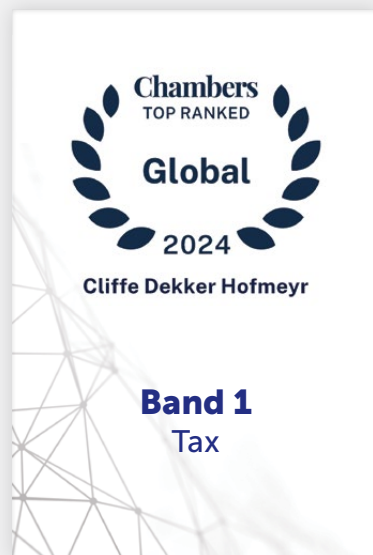 Chambers
TOP RANKED
Global
2024
Cliffe Dekker Hofmeyr
Band 1
Tax